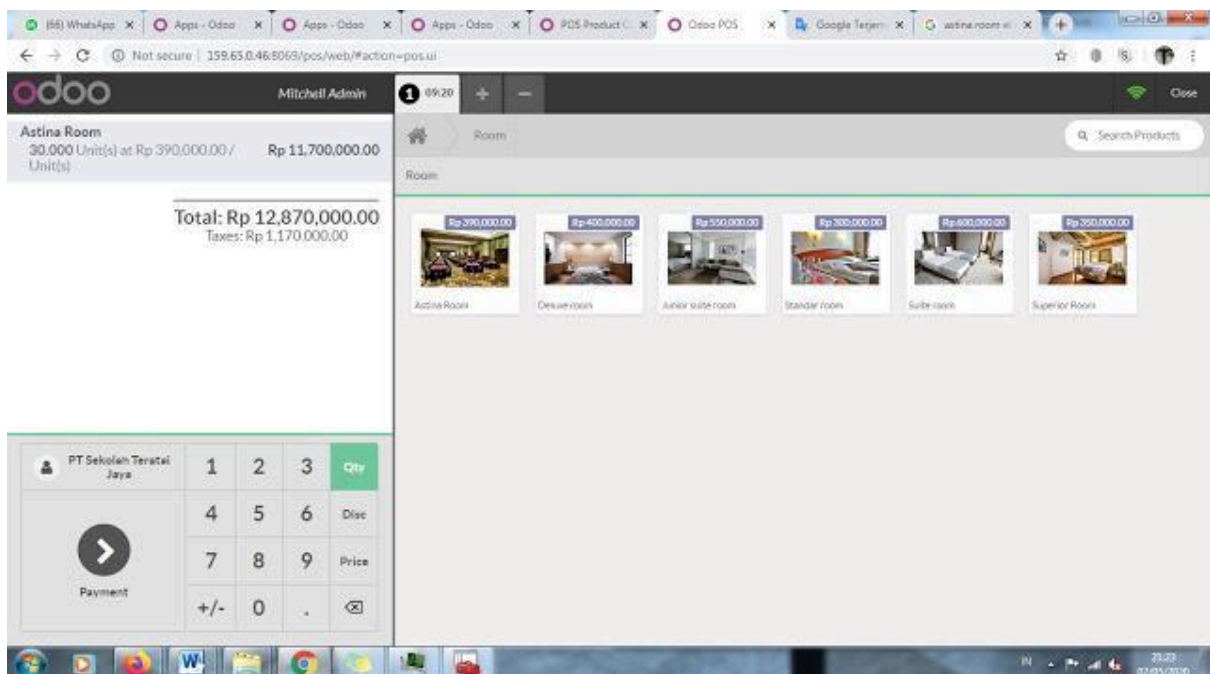 (66) WhatsApp
Apps - Odoo
Apps - Odoo
Apps - Odoo
POS Product C
Odoo POS
Google Terjem
astina room
Not secure | 159.65.0.46:8069/pos/web/#action=pos.ui
odoo
Mitchell Admin
1 09:20 + −
Close
Room
Search Products
Room
Astina Room
30.000 Unit(s) at Rp 390,000.00 /
Unit(s)
Rp 11,700,000.00
Total: Rp 12,870,000.00
Taxes: Rp 1,170,000.00
Rp 390,000.00
Rp 400,000.00
Rp 550,000.00
Rp 300,000.00
Rp 600,000.00
Rp 350,000.00
Astina Room
Deluxe room
Junior suite room
Standar room
Suite room
Superior Room
PT Sekolah Teratai
Jaya
Payment
1 2 3 Qty
4 5 6 Disc
7 8 9 Price
+/- 0 .
W
IN
02/05/2020